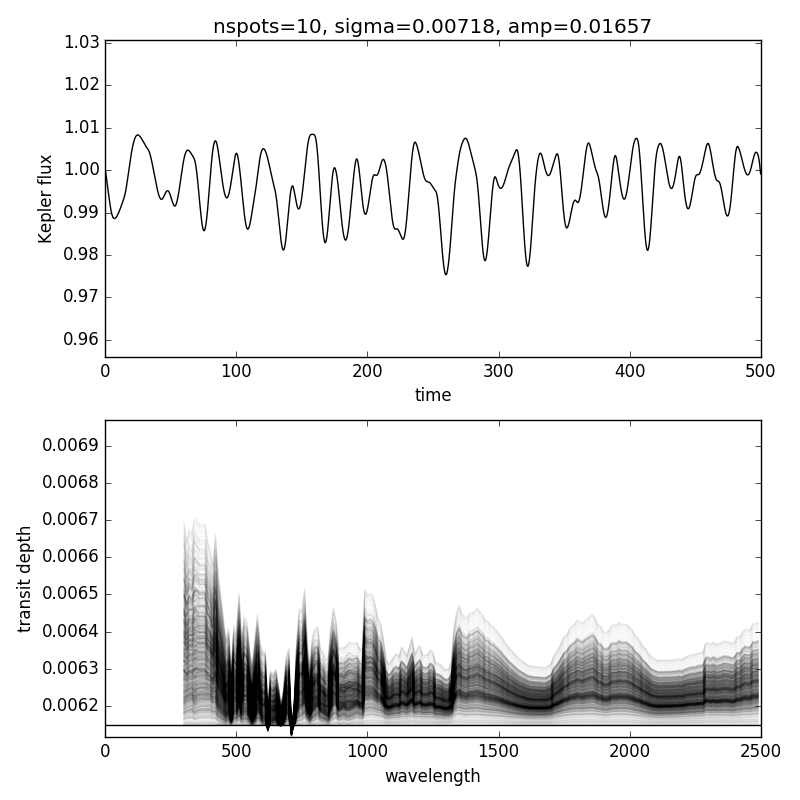 nspots=10, sigma=0.00718, amp=0.01657
1.03
1.02
1.01
1.00
0.99
0.98
0.97
0.96
Kepler flux
0 100 200 300 400 500
time
0.0069
0.0068
0.0067
0.0066
0.0065
0.0064
0.0063
0.0062
transit depth
0 500 1000 1500 2000 2500
wavelength